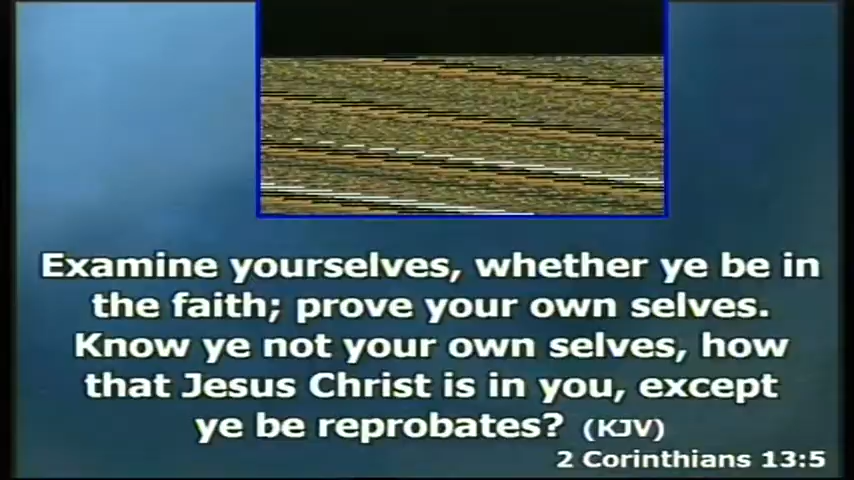 Examine yourselves, whether ye be in
the faith; prove your own selves.
Know ye not your own selves, how
that Jesus Christ is in you, except
ye be reprobates? (KJV)
2 Corinthians 13:5